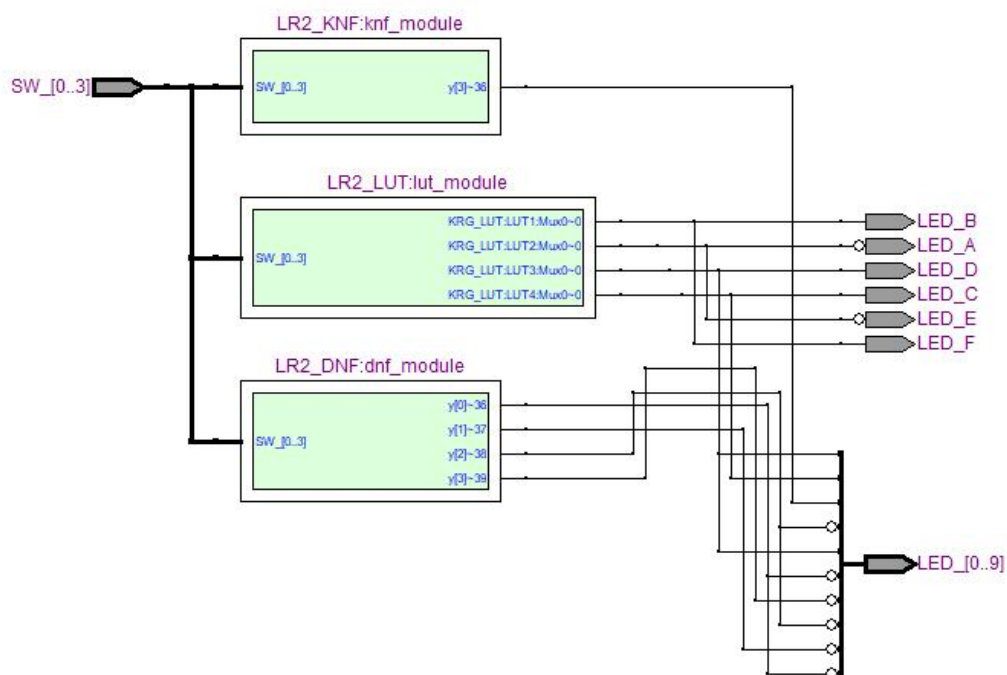 LR2_KNF:knf_module
SW_[0..3]
SW_[0..3]
y[3]~36
LR2_LUT:lut_module
SW_[0..3]
KRG_LUT:LUT1:Mux0~0
KRG_LUT:LUT2:Mux0~0
KRG_LUT:LUT3:Mux0~0
KRG_LUT:LUT4:Mux0~0
LED_B
LED_A
LED_D
LED_C
LED_E
LED_F
LR2_DNF:dnf_module
SW_[0..3]
y[0]~36
y[1]~37
y[2]~38
y[3]~39
LED_[0..9]